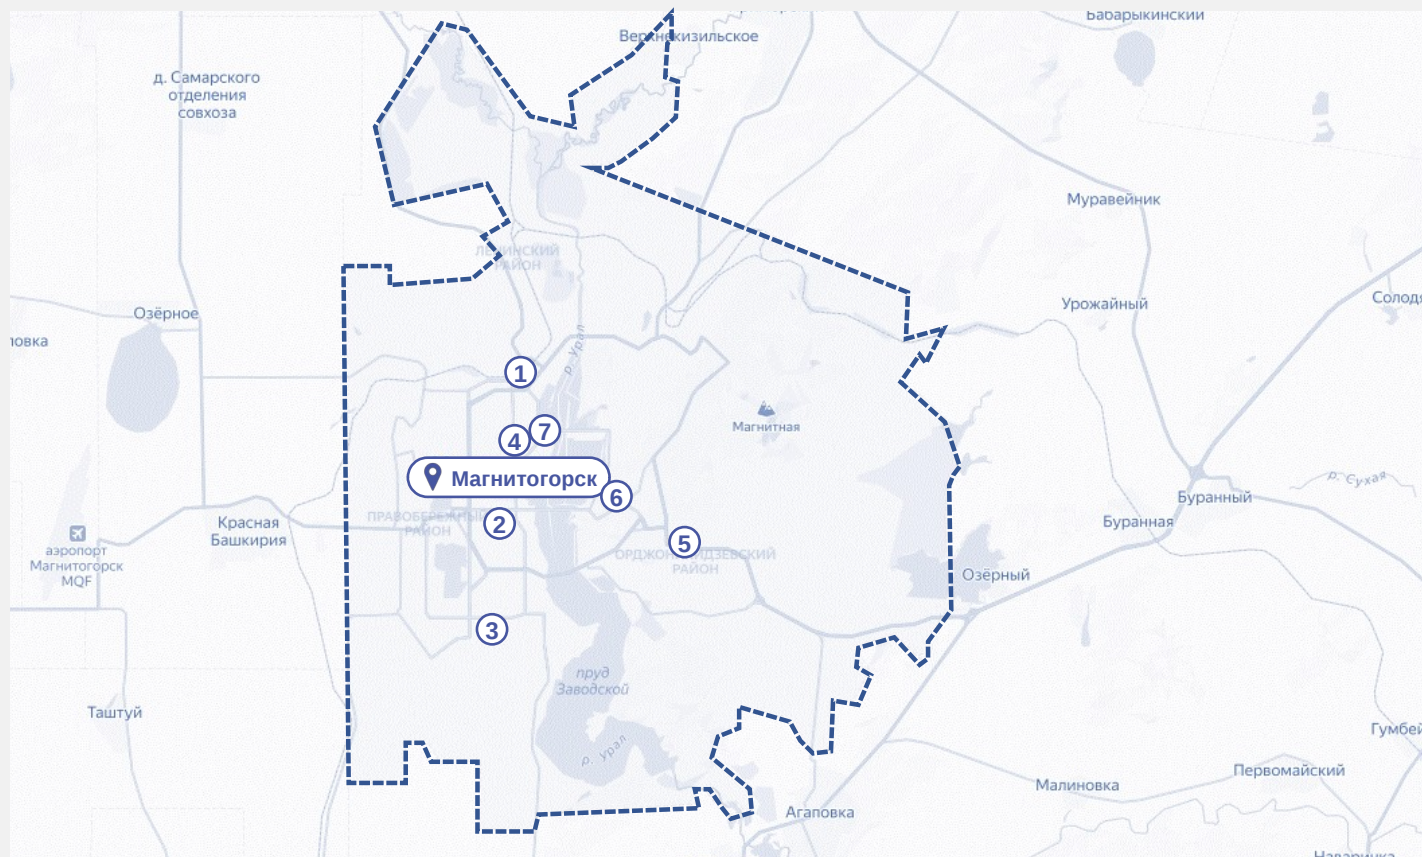 Бабарыкинский
Верхнекизильское
д. Самарского
отделения
совхоза
Муравейник
ЛЕНИНСКИЙ
РАЙОН
Озёрное
Урожайный
р. Урал
1
Магнитная
7
4
Магнитогорск
6
р. Сухая
Буранный
ПРАВОБЕРЕЖНЫЙ
РАЙОН
2
Красная
Башкирия
Буранная
5
аэропорт
Магнитогорск
MQF
ОРДЖОНИКИДЗЕВСКИЙ
РАЙОН
Озёрный
3
пруд
Заводской
Таштуй
р. Урал
Первомайский
Малиновка
Агаповка